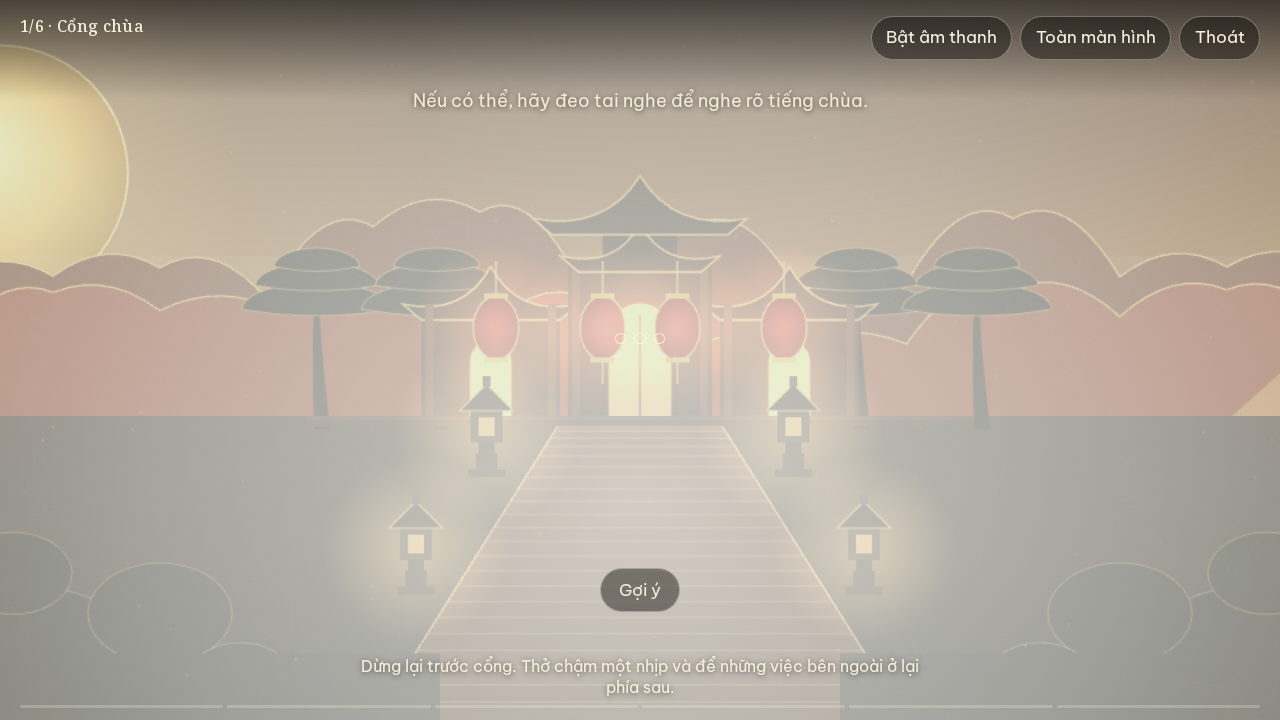 1/6 · Cổng chùa
Bật âm thanh
Toàn màn hình
Thoát
Nếu có thể, hãy đeo tai nghe để nghe rõ tiếng chùa.
Gợi ý
Dừng lại trước cổng. Thở chậm một nhịp và để những việc bên ngoài ở lại
phía sau.